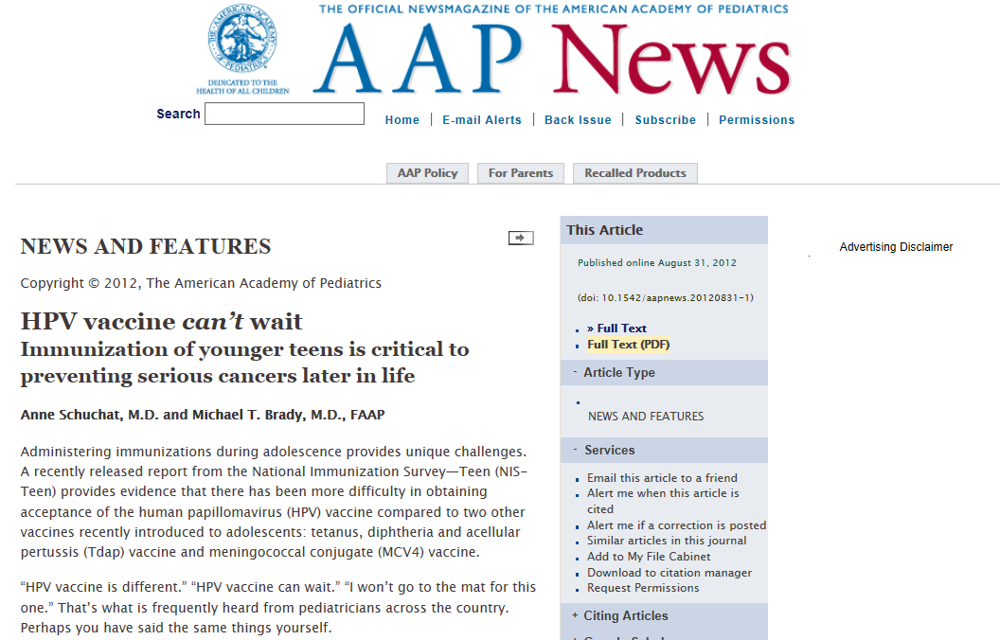 THE OFFICIAL NEWSMAGAZINE OF THE AMERICAN ACADEMY OF PEDIATRICS
AMERICAN ACADEMY OF PEDIATRICS
DEDICATED TO THE
HEALTH OF ALL CHILDREN
AAP News
Search
Home | E-mail Alerts | Back Issue | Subscribe | Permissions
AAP Policy
For Parents
Recalled Products
NEWS AND FEATURES
Copyright © 2012, The American Academy of Pediatrics
HPV vaccine can’t wait
Immunization of younger teens is critical to
preventing serious cancers later in life
Anne Schuchat, M.D. and Michael T. Brady, M.D., FAAP
Administering immunizations during adolescence provides unique challenges.
A recently released report from the National Immunization Survey—Teen (NIS–
Teen) provides evidence that there has been more difficulty in obtaining
acceptance of the human papillomavirus (HPV) vaccine compared to two other
vaccines recently introduced to adolescents: tetanus, diphtheria and acellular
pertussis (Tdap) vaccine and meningococcal conjugate (MCV4) vaccine.
“HPV vaccine is different.” “HPV vaccine can wait.” “I won’t go to the mat for this
one.” That’s what is frequently heard from pediatricians across the country.
Perhaps you have said the same things yourself.
This Article
Published online August 31, 2012
(doi: 10.1542/aapnews.20120831-1)
» Full Text
Full Text (PDF)
- Article Type
NEWS AND FEATURES
- Services
Email this article to a friend
Alert me when this article is
cited
Alert me if a correction is posted
Similar articles in this journal
Add to My File Cabinet
Download to citation manager
Request Permissions
+ Citing Articles
Advertising Disclaimer